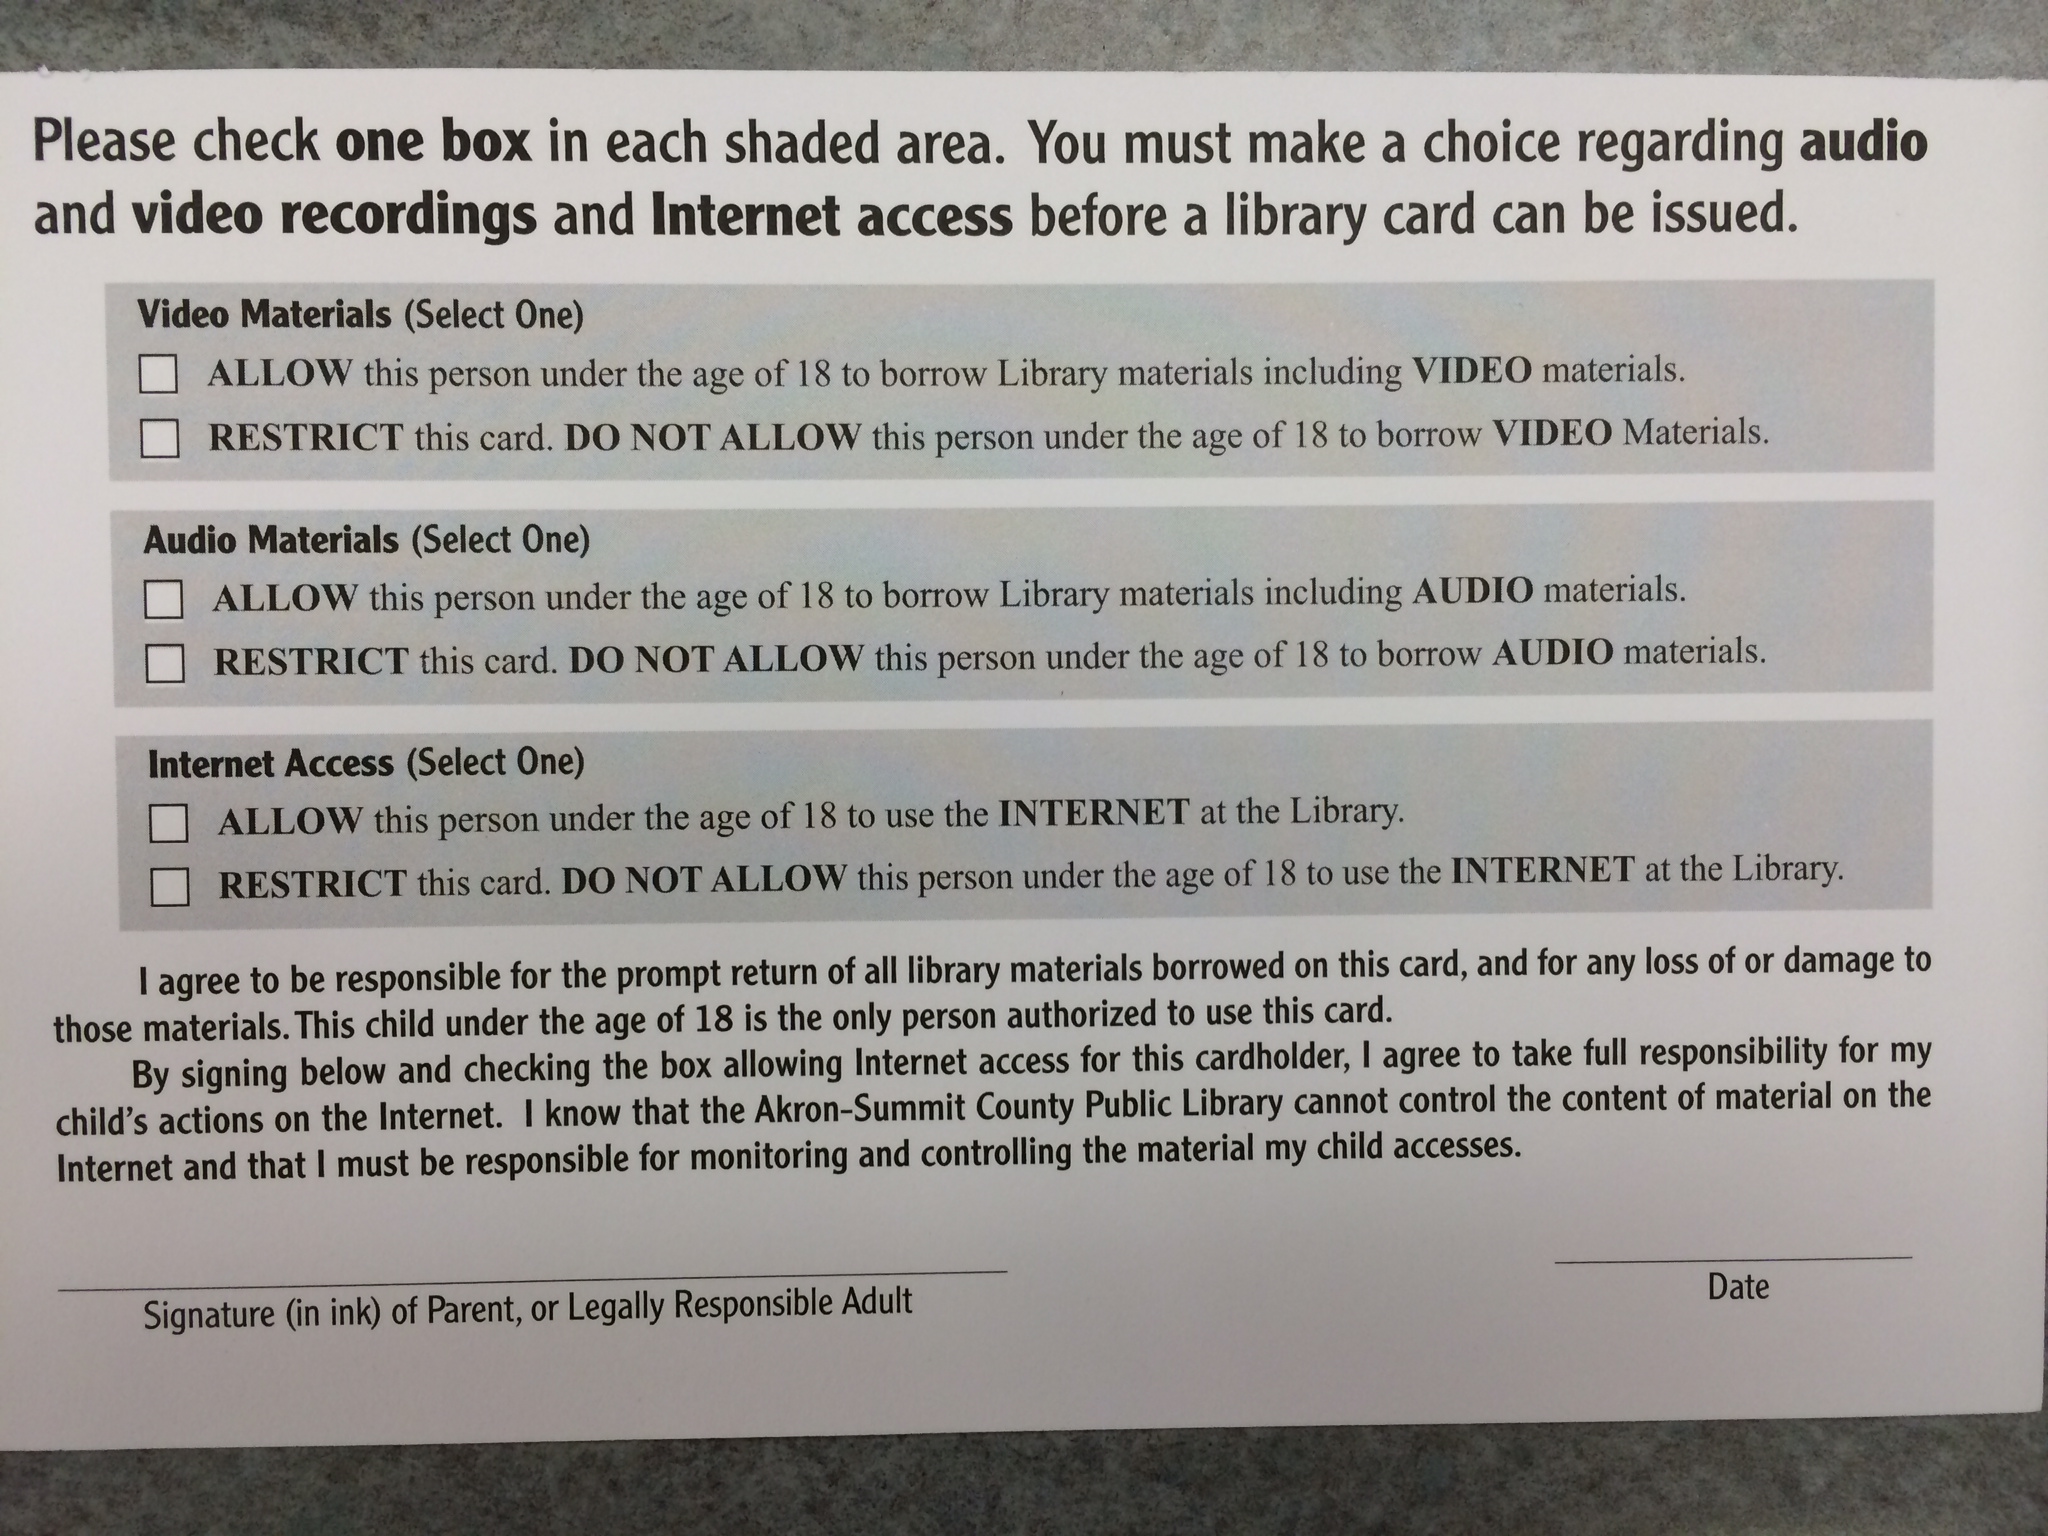 Please check one box in each shaded area. You must make a choice regarding audio
and video recordings and Internet access before a library card can be issued.
Video Materials (Select One)
ALLOW this person under the age of 18 to borrow Library materials including VIDEO materials.
RESTRICT this card. DO NOT ALLOW this person under the age of 18 to borrow VIDEO Materials.
Audio Materials (Select One)
ALLOW this person under the age of 18 to borrow Library materials including AUDIO materials.
RESTRICT this card. DO NOT ALLOW this person under the age of 18 to borrow AUDIO materials.
Internet Access (Select One)
ALLOW this person under the age of 18 to use the INTERNET at the Library.
RESTRICT this card. DO NOT ALLOW this person under the age of 18 to use the INTERNET at the Library.
I agree to be responsible for the prompt return of all library materials borrowed on this card, and for any loss of or damage to
those materials. This child under the age of 18 is the only person authorized to use this card.
By signing below and checking the box allowing Internet access for this cardholder, I agree to take full responsibility for my
child's actions on the Internet. I know that the Akron-Summit County Public Library cannot control the content of material on the
Internet and that I must be responsible for monitoring and controlling the material my child accesses.
Signature (in ink) of Parent, or Legally Responsible Adult
Date